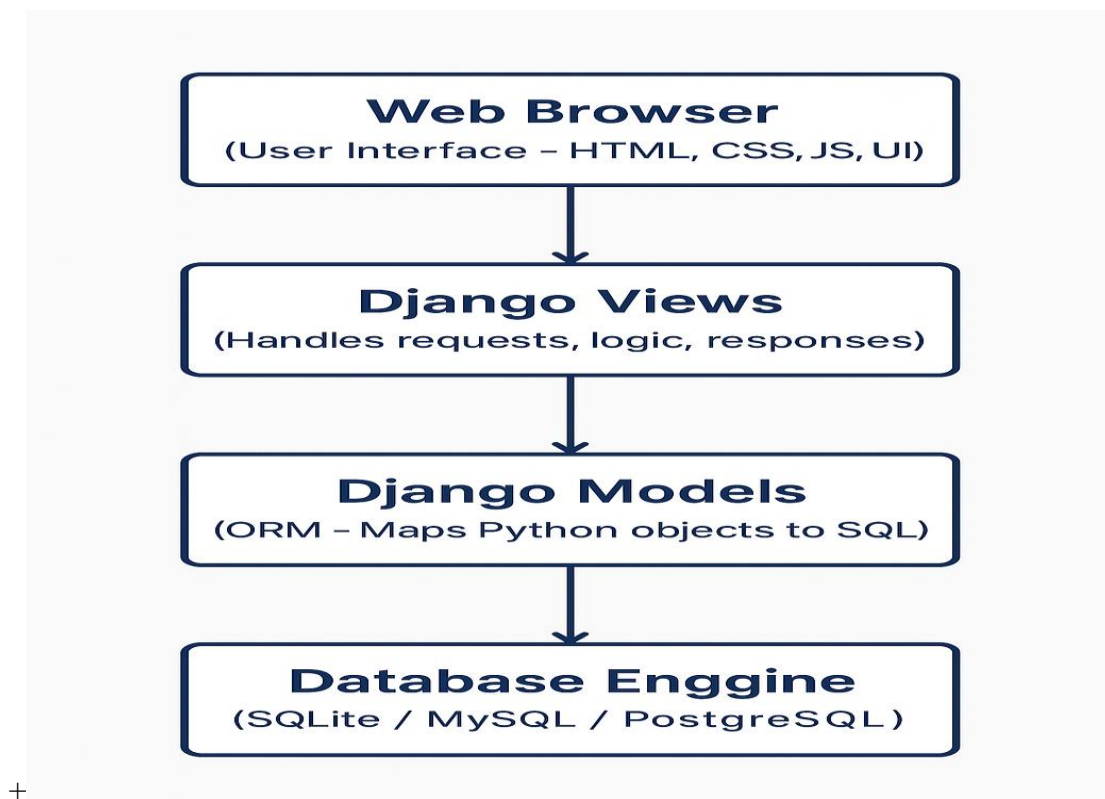 Web Browser
(User Interface – HTML, CSS, JS, UI)
Django Views
(Handles requests, logic, responses)
Django Models
(ORM – Maps Python objects to SQL)
Database Enggine
(SQLite / MySQL / PostgreSQL)